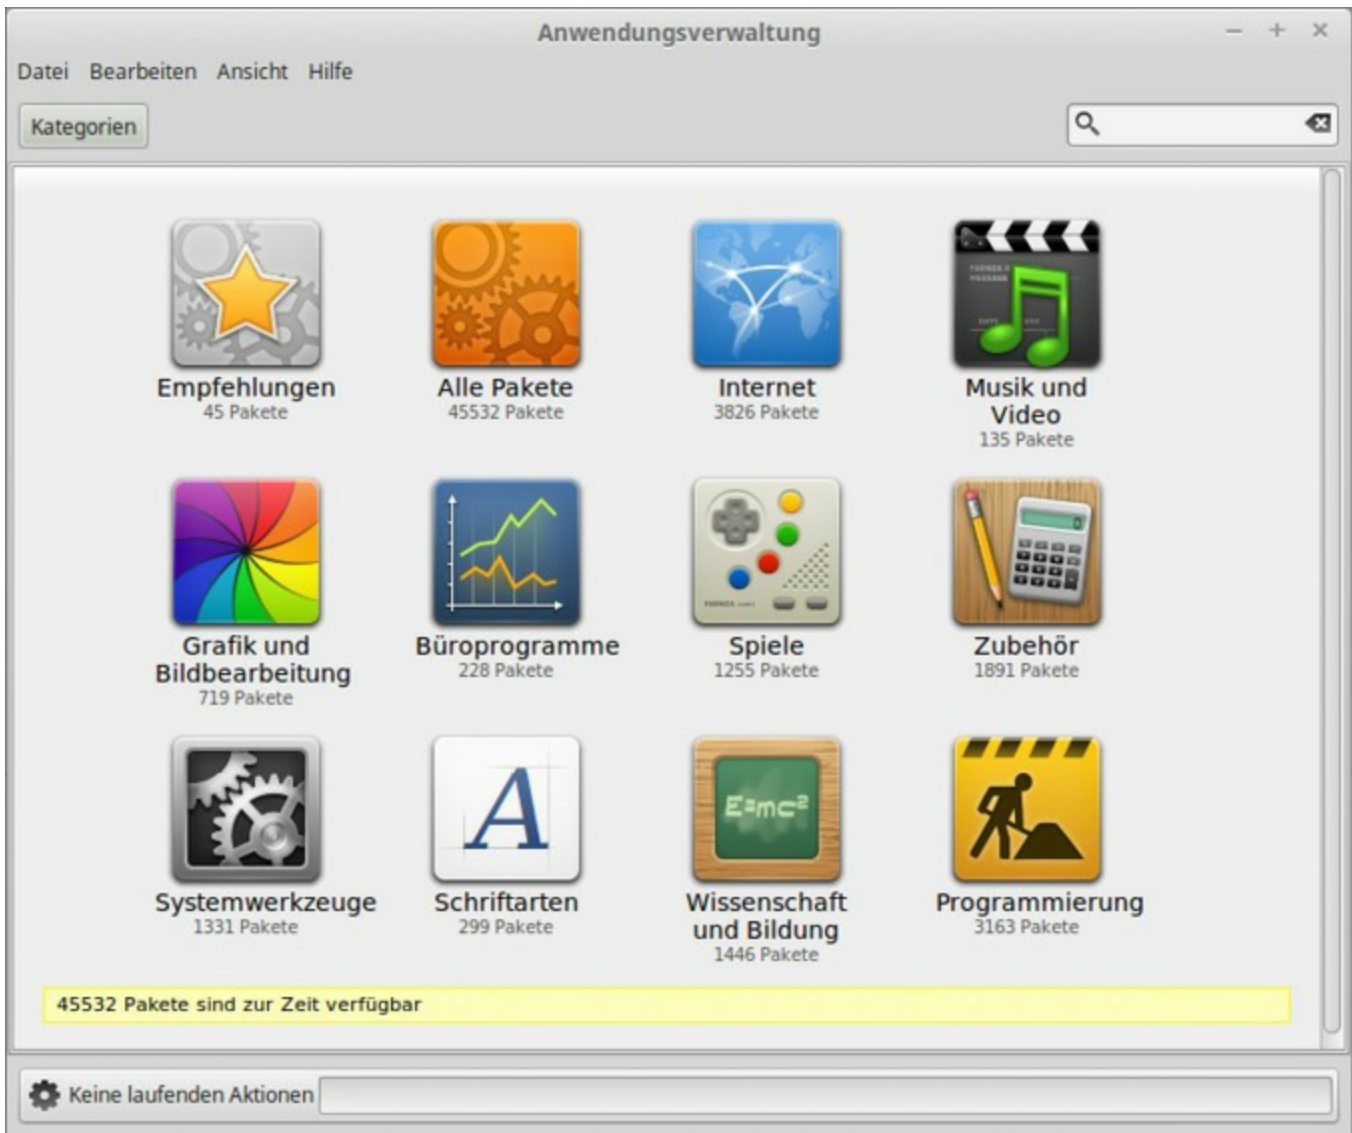 Anwendungsverwaltung
Datei Bearbeiten Ansicht Hilfe
Kategorien
Empfehlungen
45 Pakete
Alle Pakete
45532 Pakete
Internet
3826 Pakete
Musik und
Video
135 Pakete
Grafik und
Bildbearbeitung
719 Pakete
Büroprogramme
228 Pakete
Spiele
1255 Pakete
Zubehör
1891 Pakete
E=mc²
Systemwerkzeuge
1331 Pakete
A
Schriftarten
299 Pakete
Wissenschaft
und Bildung
1446 Pakete
Programmierung
3163 Pakete
45532 Pakete sind zur Zeit verfügbar
Keine laufenden Aktionen